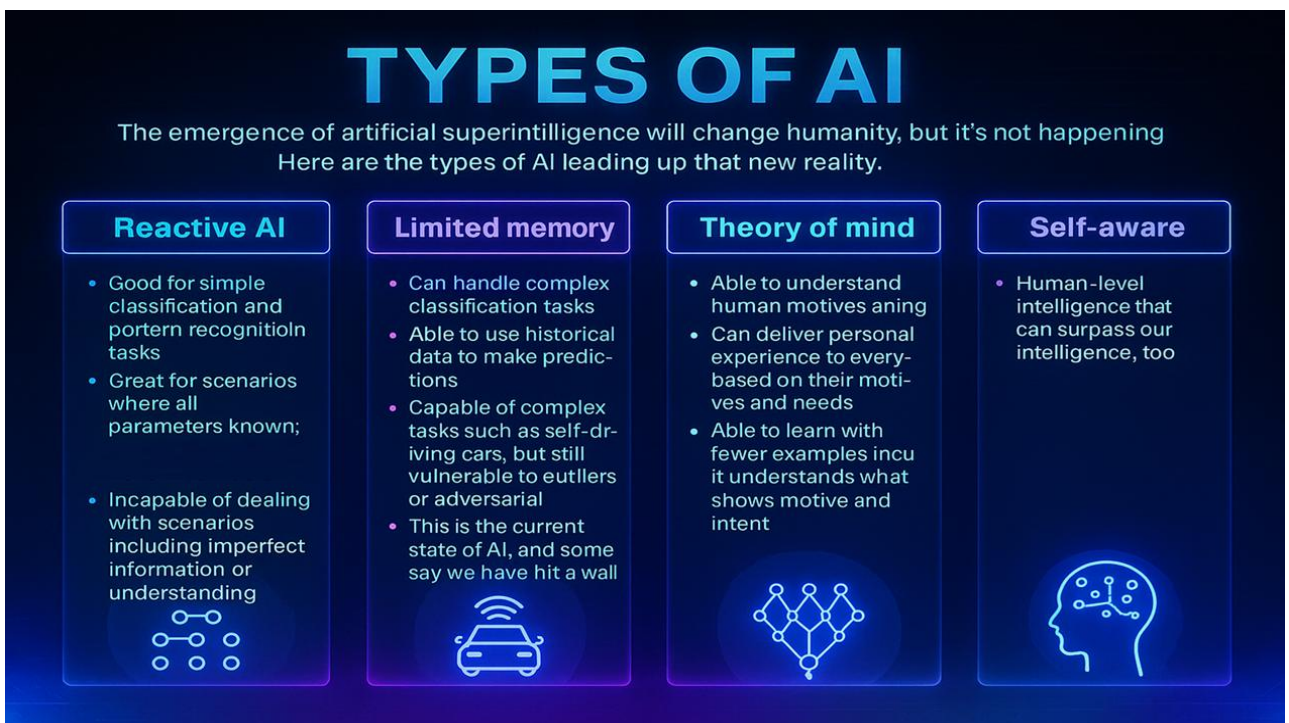 TYPES OF AI
The emergence of artificial superintilligence will change humanity, but it's not happening
Here are the types of AI leading up that new reality.
Reactive AI
• Good for simple
classification and
portern recognitioln
tasks
• Great for scenarios
where all
parameters known;
• Incapable of dealing
with scenarios
including imperfect
information or
understanding
Limited memory
• Can handle complex
classification tasks
• Able to use historical
data to make predic-
tions
• Capable of complex
tasks such as self-dr-
iving cars, but still
vulnerable to eutllers
or adversarial
• This is the current
state of AI, and some
say we have hit a wall
Theory of mind
• Able to understand
human motives aning
• Can deliver personal
experience to every-
based on their moti-
ves and needs
• Able to learn with
fewer examples incu
it understands what
shows motive and
intent
Self-aware
• Human-level
intelligence that
can surpass our
intelligence, too